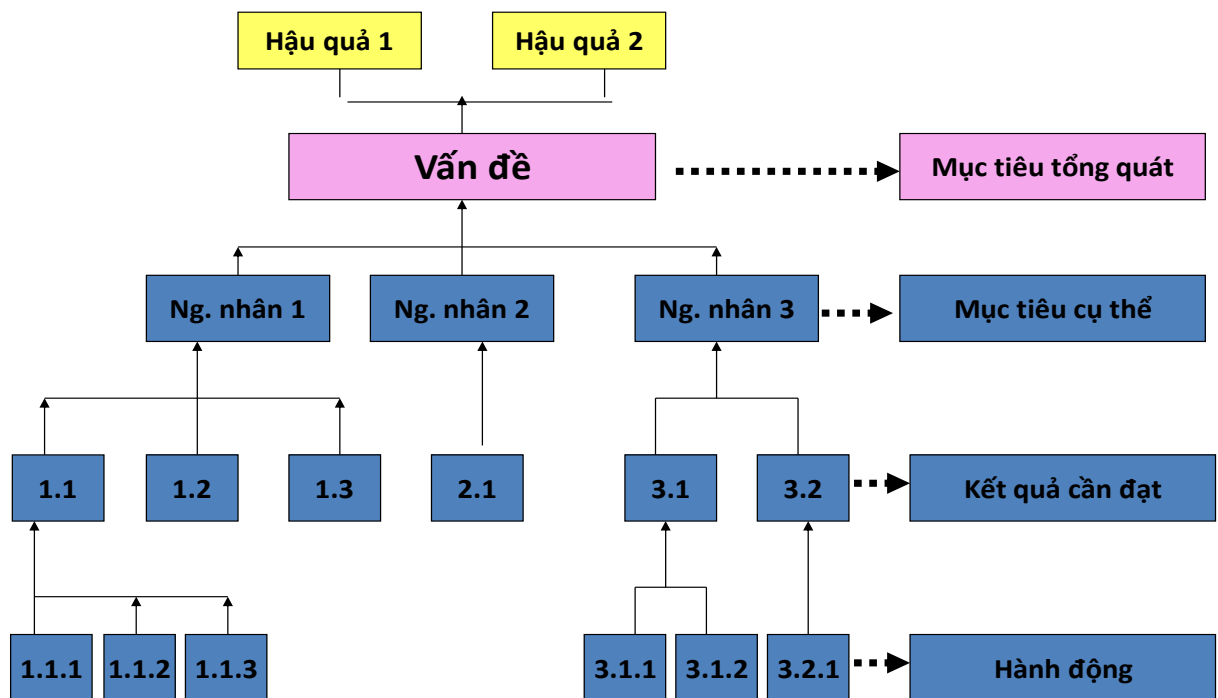 Hậu quả 1
Hậu quả 2
Vấn đề
Mục tiêu tổng quát
Ng. nhân 1
Ng. nhân 2
Ng. nhân 3
Mục tiêu cụ thể
1.1
1.2
1.3
2.1
3.1
3.2
Kết quả cần đạt
1.1.1
1.1.2
1.1.3
3.1.1
3.1.2
3.2.1
Hành động